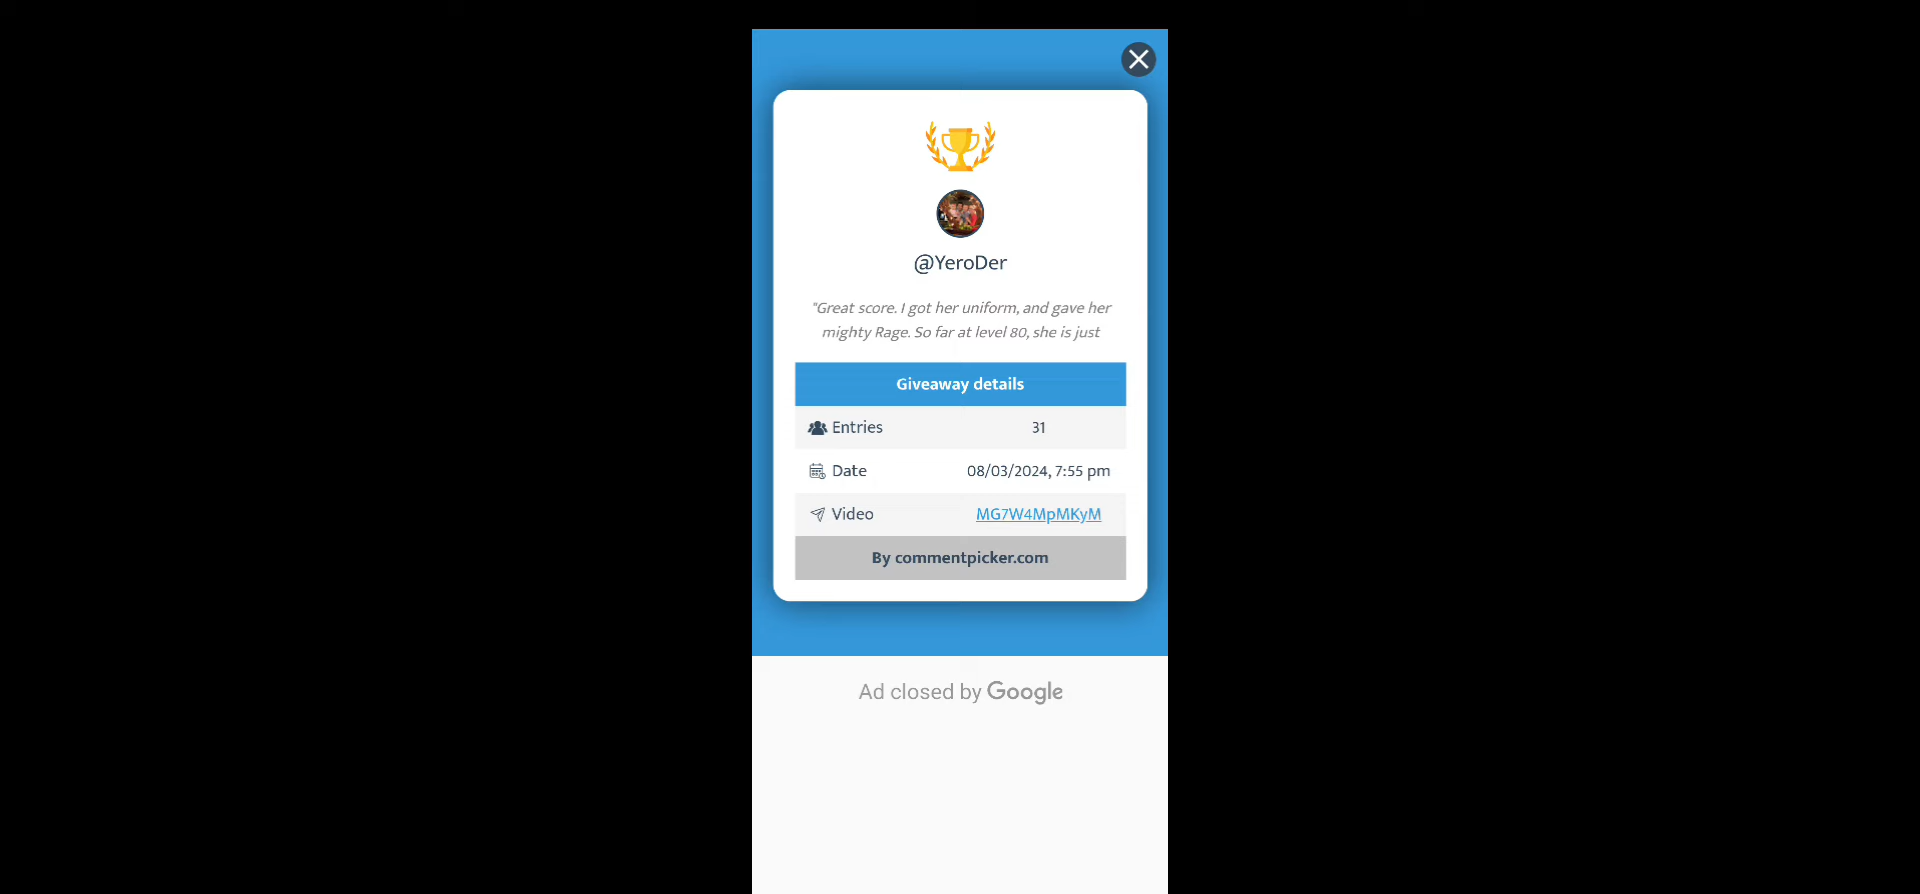 @YeroDer
"Great score. I got her uniform, and gave her
mighty Rage. So far at level 80, she is just
Giveaway details
Entries 31
Date 08/03/2024, 7:55 pm
Video MG7W4MpMKyM
By commentpicker.com
Ad closed by Google